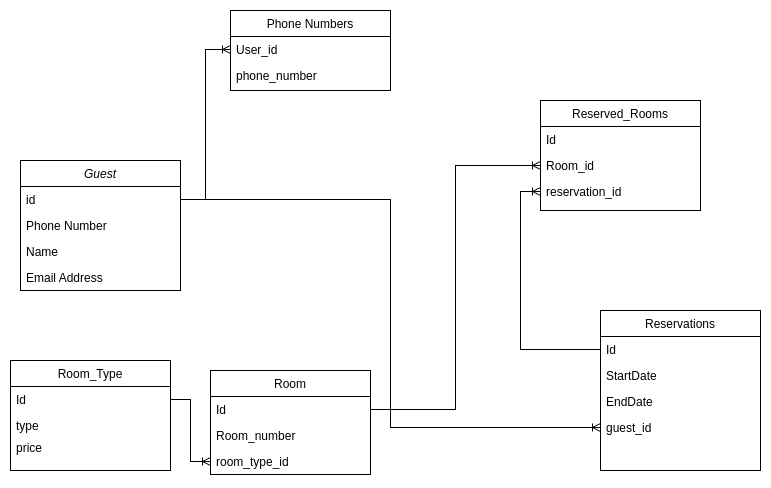 Phone Numbers
User_id
phone_number
Reserved_Rooms
Id
Room_id
reservation_id
Guest
id
Phone Number
Name
Email Address
Reservations
Id
StartDate
EndDate
guest_id
Room_Type
Id
type
price
Room
Id
Room_number
room_type_id